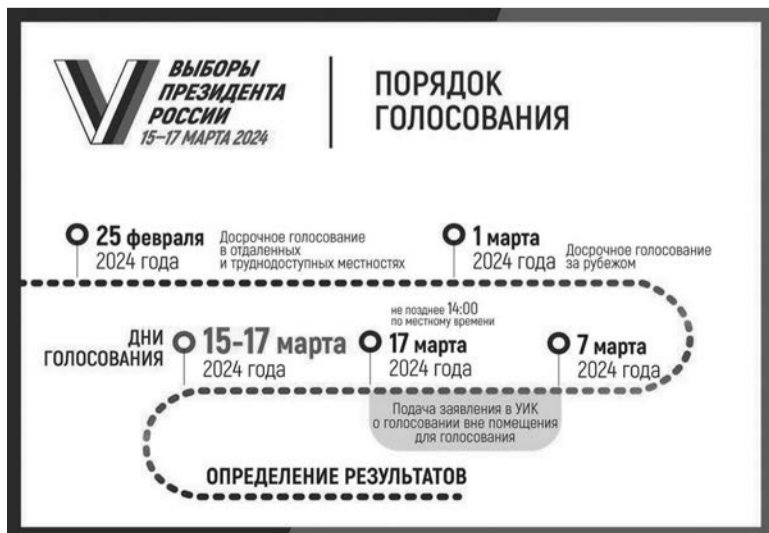 ВЫБОРЫ
ПРЕЗИДЕНТА
РОССИИ
15–17 МАРТА 2024
ПОРЯДОК
ГОЛОСОВАНИЯ
25 февраля
2024 года
Досрочное голосование
в отдаленных
и труднодоступных местностях
1 марта
2024 года
Досрочное голосование
за рубежом
ДНИ
ГОЛОСОВАНИЯ
15-17 марта
2024 года
не позднее 14:00
по местному времени
17 марта
2024 года
7 марта
2024 года
Подача заявления в УИК
о голосовании вне помещения
для голосования
ОПРЕДЕЛЕНИЕ РЕЗУЛЬТАТОВ